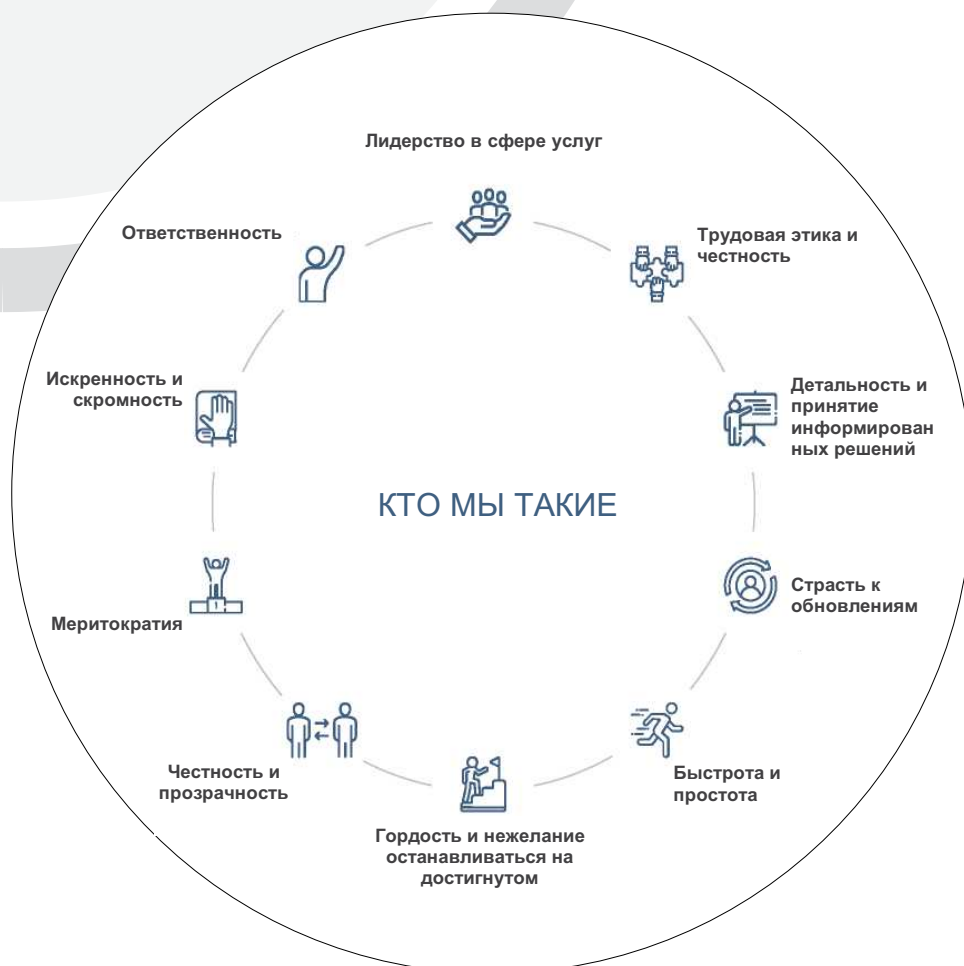 Лидерство в сфере услуг
Трудовая этика и
честность
Детальность и
принятие
информирован
ных решений
Страсть к
обновлениям
Быстрота и
простота
Гордость и нежелание
останавливаться на
достигнутом
Честность и
прозрачность
Меритократия
Искренность и
скромность
Ответственность
КТО МЫ ТАКИЕ